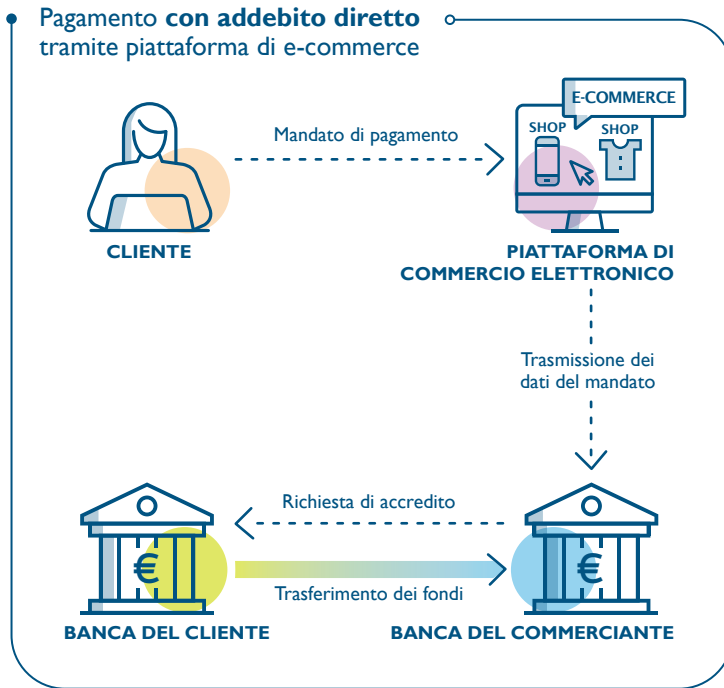 Pagamento con addebito diretto
tramite piattaforma di e-commerce
E-COMMERCE
SHOP
SHOP
Mandato di pagamento
CLIENTE
PIATTAFORMA DI
COMMERCIO ELETTRONICO
Trasmissione dei
dati del mandato
Richiesta di accredito
€
€
Trasferimento dei fondi
BANCA DEL CLIENTE
BANCA DEL COMMERCIANTE